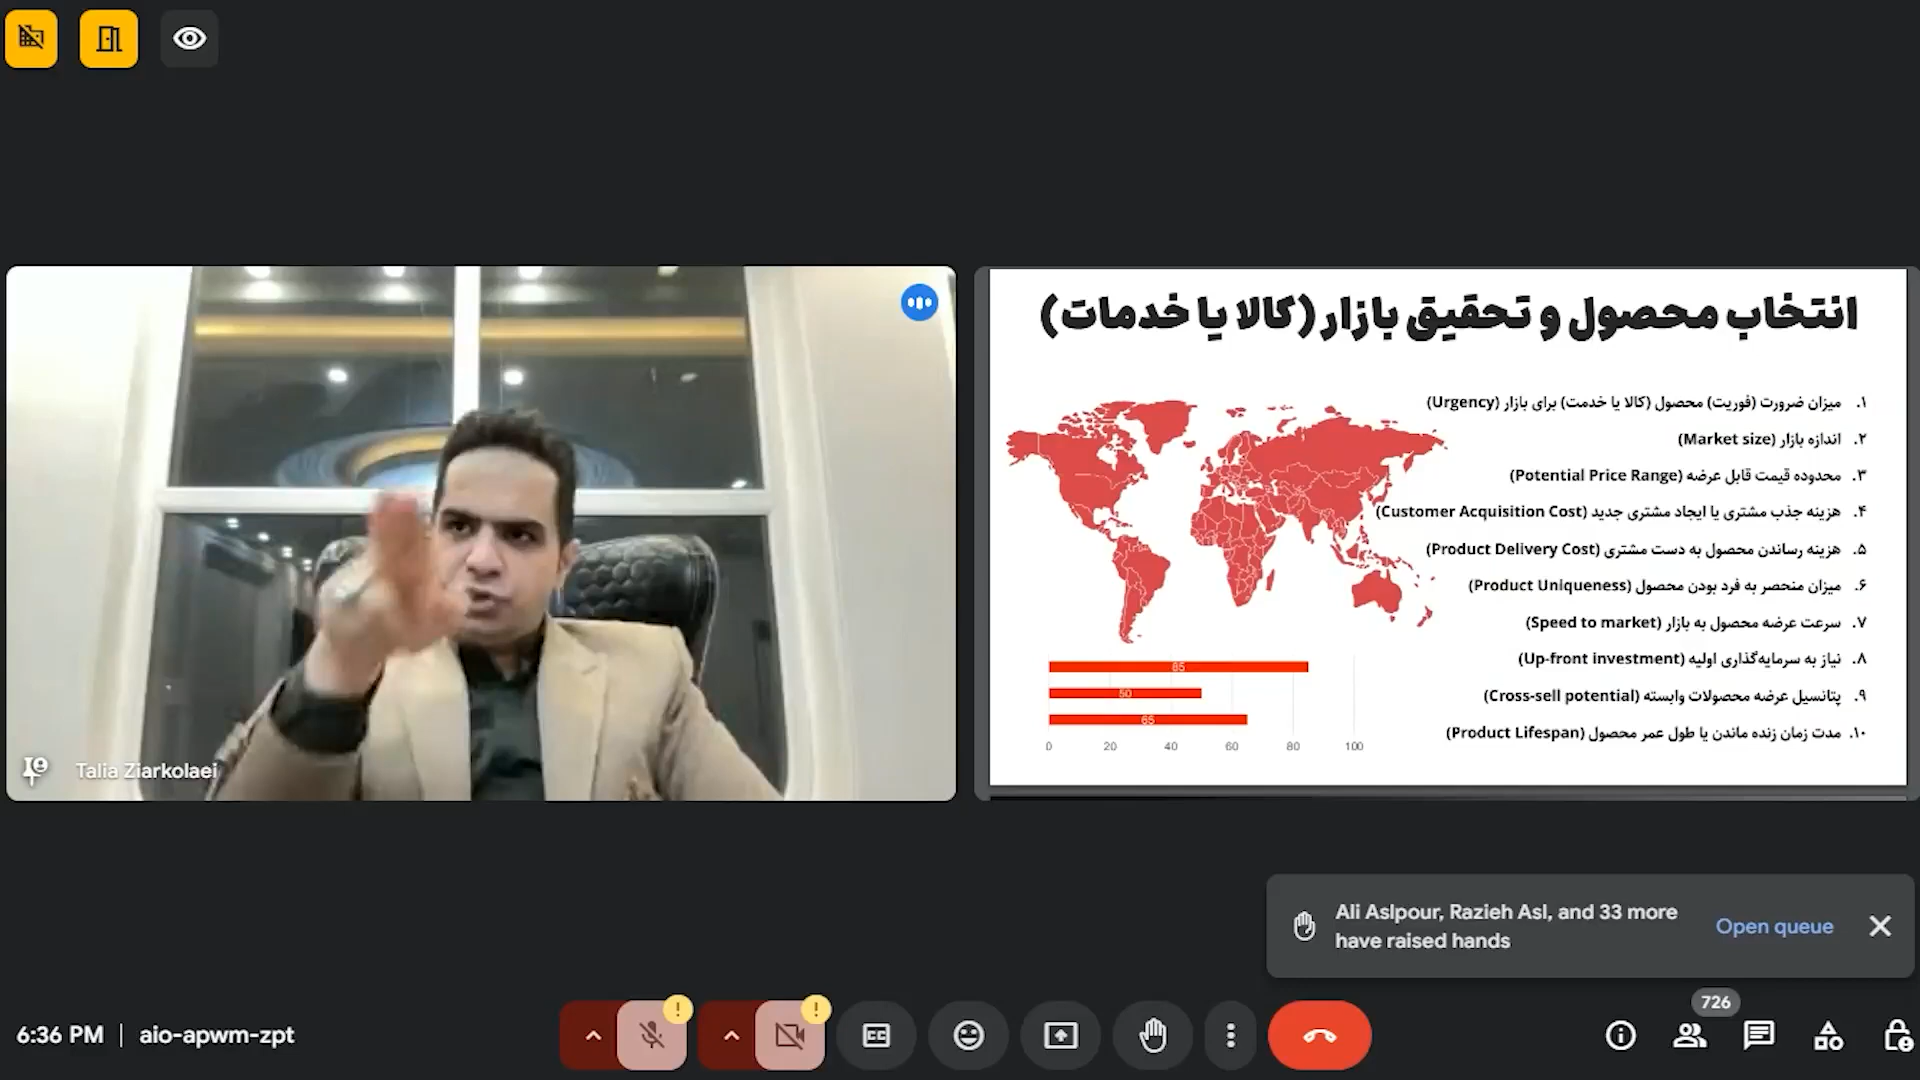 Talia Ziarkolaei
انتخاب محصول و تحقیق بازار (کالا یا خدمات)
۱. میزان ضرورت (فوریت) محصول (کالا یا خدمت) برای بازار (Urgency)
۲. اندازه بازار (Market size)
۳. محدوده قیمت قابل عرضه (Potential Price Range)
۴. هزینه جذب مشتری یا ایجاد مشتری جدید (Customer Acquisition Cost)
۵. هزینه رساندن محصول به دست مشتری (Product Delivery Cost)
۶. میزان منحصر به فرد بودن محصول (Product Uniqueness)
۷. سرعت عرضه محصول به بازار (Speed to market)
۸. نیاز به سرمایه‌گذاری اولیه (Up-front investment)
۹. پتانسیل عرضه محصولات وابسته (Cross-sell potential)
۱۰. مدت زمان زنده ماندن یا طول عمر محصول (Product Lifespan)
85
50
65
0 20 40 60 80 100
Ali Aslpour, Razieh Asl, and 33 more
have raised hands
Open queue
6:36 PM | aio-apwm-zpt
!
!
CC
726